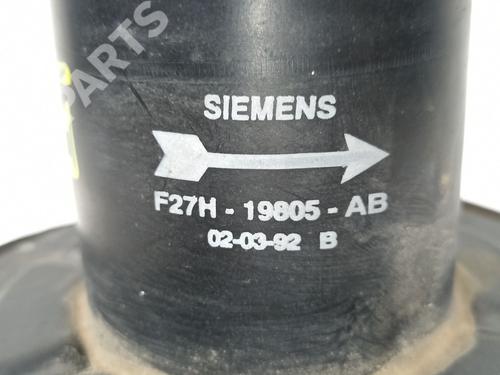 PARTS
SIEMENS
F27H - 19805 - AB
02-03-92 B